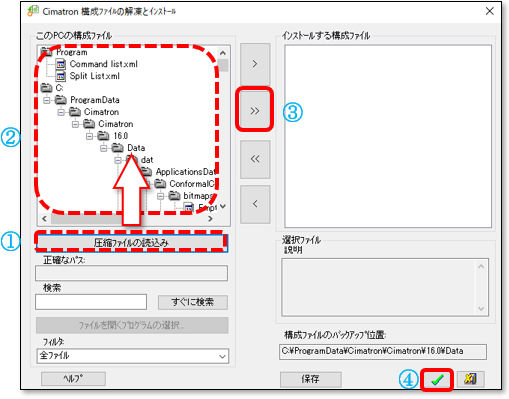 Cimatron 構成ファイルの解凍とインストール
このPCの構成ファイル
インストールする構成ファイル
Program
Command list.xml
Split List.xml
C:
ProgramData
Cimatron
Cimatron
16.0
Data
dat
ApplicationsDat
ConformalC
bitmaps
②
③
①
圧縮ファイルの読込み
正確なパス:
検索
すぐに検索
ファイルを開くプログラムの選択...
フィルタ:
全ファイル
ヘルプ
選択ファイル
説明
構成ファイルのバックアップ位置:
C:¥ProgramData¥Cimatron¥Cimatron¥16.0¥Data
保存
④